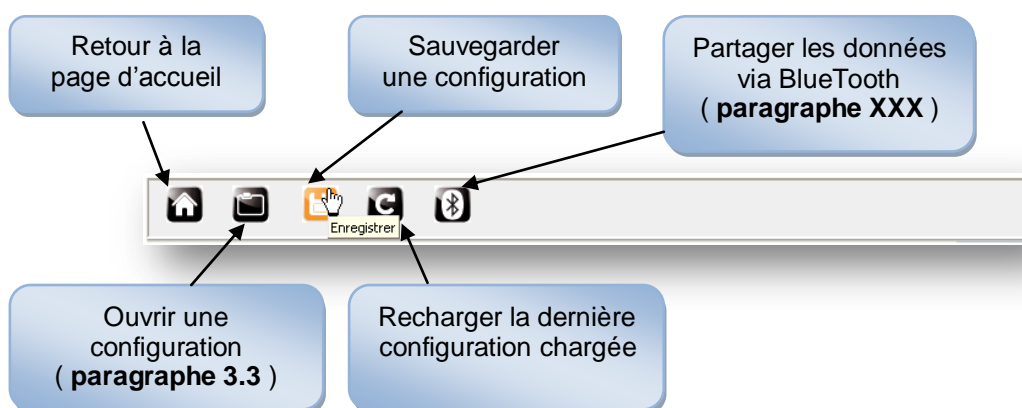 Retour à la
page d'accueil
Sauvegarder
une configuration
Partager les données
via BlueTooth
( paragraphe XXX )
Enregistrer
Ouvrir une
configuration
( paragraphe 3.3 )
Recharger la dernière
configuration chargée